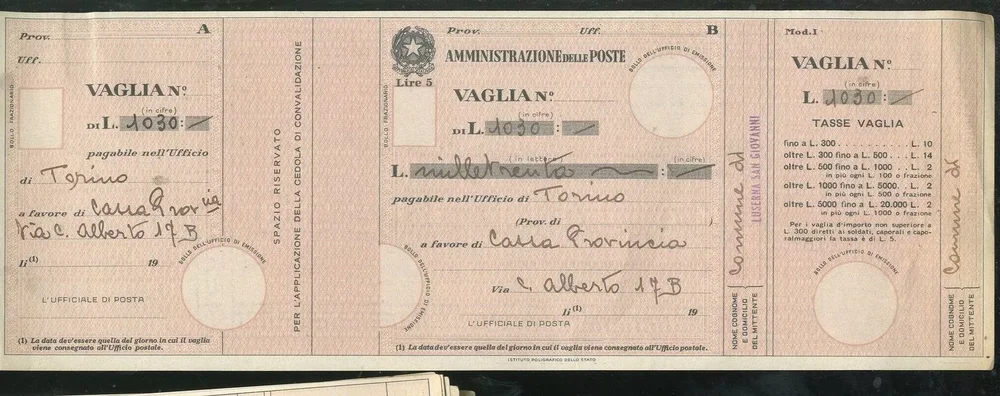 A
Prov.
Uff.
BOLLO FRAZIONARIO
VAGLIA No
(in cifre)
DI L. 1030:—
pagabile nell'Ufficio
di Torino
a favore di Cassa Provcia
Via C. Alberto 17 B
BOLLO DELL'UFFICIO DI EMISSIONE
li (1) 19
L'UFFICIALE DI POSTA
(1) La data dev'essere quella del giorno in cui il vaglia
viene consegnato all'Ufficio postale.
SPAZIO RISERVATO
PER L'APPLICAZIONE DELLA CEDOLA DI CONVALIDAZIONE
B
Prov. Uff.
AMMINISTRAZIONE DELLE POSTE
BOLLO DELL'UFFICIO DI EMISSIONE
Lire 5
BOLLO FRAZIONARIO
VAGLIA No
(in cifre)
DI L. 1030:—
(in lettere) (in cifre)
L. milletrenta :—
pagabile nell'Ufficio di Torino
(Prov. di )
a favore di Cassa Provincia
Via C. Alberto 17 B
BOLLO DELL'UFFICIO DI EMISSIONE
li (1) 19
L'UFFICIALE DI POSTA
(1) La data dev'essere quella del giorno in cui il vaglia viene consegnato all'Ufficio postale.
ISTITUTO POLIGRAFICO DELLO STATO
NOME COGNOME
E DOMICILIO
DEL MITTENTE
Comune di
LUSERNA SAN GIOVANNI
Mod. I
VAGLIA No
(in cifre)
L. 1030:—
TASSE VAGLIA
fino a L. 300 . . . . . L. 10
oltre L. 300 fino a L. 500 . . . L. 14
oltre L. 500 fino a L. 1000 . . L. 2
in più ogni L. 100 o frazione
oltre L. 1000 fino a L. 5000 . . L. 2
in più ogni L. 500 o frazione
oltre L. 5000 fino a L. 20.000 L. 2
in più ogni L. 1000 o frazione
Per i vaglia d'importo non superiore a
L. 300 diretti ai soldati, caporali e capo-
ralmaggiori la tassa è di L. 5.
BOLLO DELL'UFFICIO DI EMISSIONE
NOME COGNOME
E DOMICILIO
DEL MITTENTE
Comune di